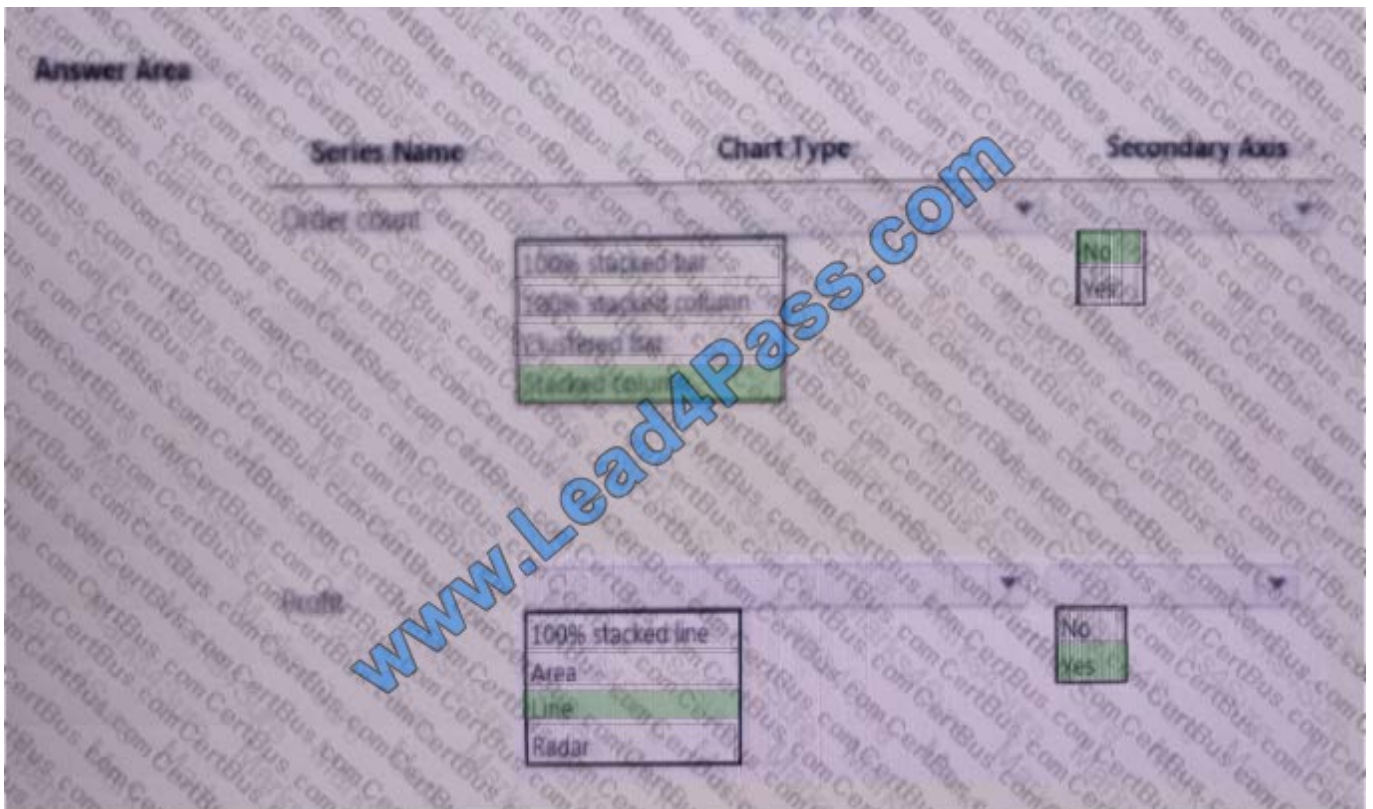 Answer Area
Series Name Chart Type Secondary Axis
Order count
100% stacked bar
100% stacked column
Clustered bar
Stacked column
No
Yes
Profit
100% stacked line
Area
Line
Radar
No
Yes
www.Lead4Pass.com